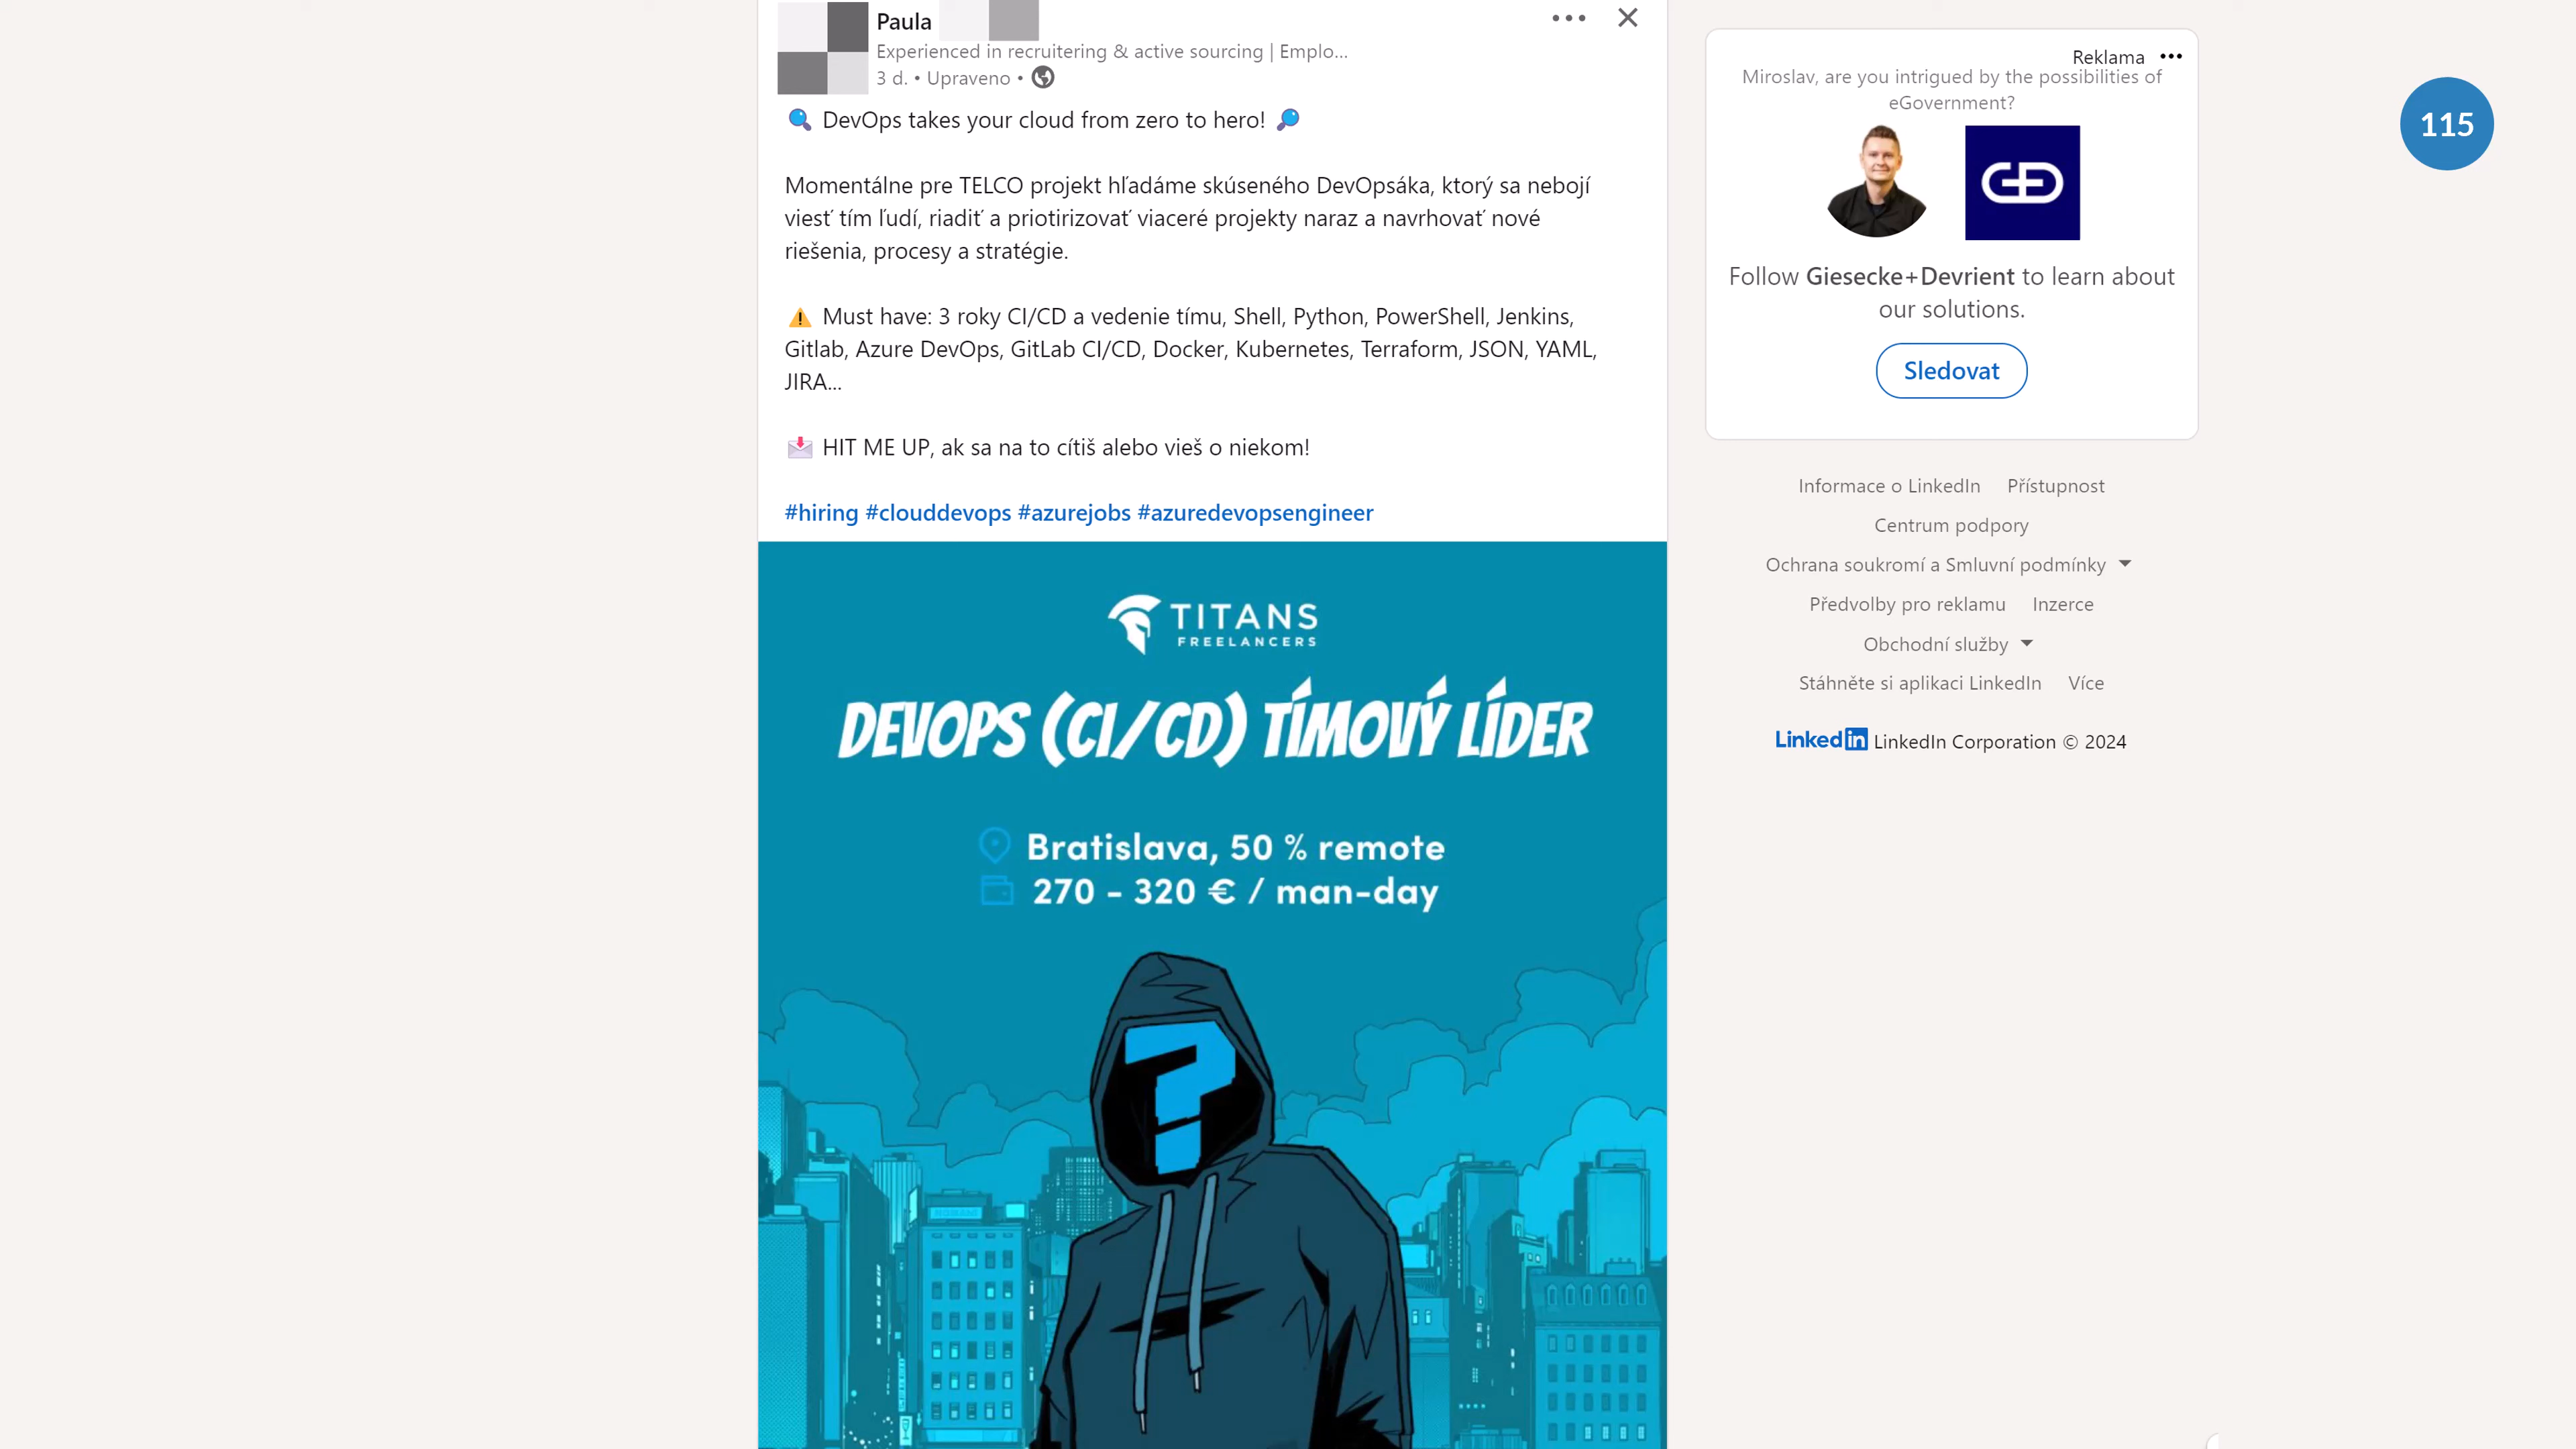 Paula
Experienced in recruitering & active sourcing | Emplo...
3 d. • Upraveno •
DevOps takes your cloud from zero to hero!
Momentálne pre TELCO projekt hľadáme skúseného DevOpsáka, ktorý sa nebojí
viesť tím ľudí, riadiť a priotirizovať viaceré projekty naraz a navrhovať nové
riešenia, procesy a stratégie.
Must have: 3 roky CI/CD a vedenie tímu, Shell, Python, PowerShell, Jenkins,
Gitlab, Azure DevOps, GitLab CI/CD, Docker, Kubernetes, Terraform, JSON, YAML,
JIRA...
HIT ME UP, ak sa na to cítiš alebo vieš o niekom!
#hiring #clouddevops #azurejobs #azuredevopsengineer
TITANS
FREELANCERS
DEVOPS (CI/CD) TÍMOVÝ LÍDER
Bratislava, 50 % remote
270 - 320 € / man-day
?
Reklama
Miroslav, are you intrigued by the possibilities of
eGovernment?
Follow Giesecke+Devrient to learn about
our solutions.
Sledovat
Informace o LinkedIn Přístupnost
Centrum podpory
Ochrana soukromí a Smluvní podmínky
Předvolby pro reklamu Inzerce
Obchodní služby
Stáhněte si aplikaci LinkedIn Více
LinkedIn LinkedIn Corporation © 2024
115